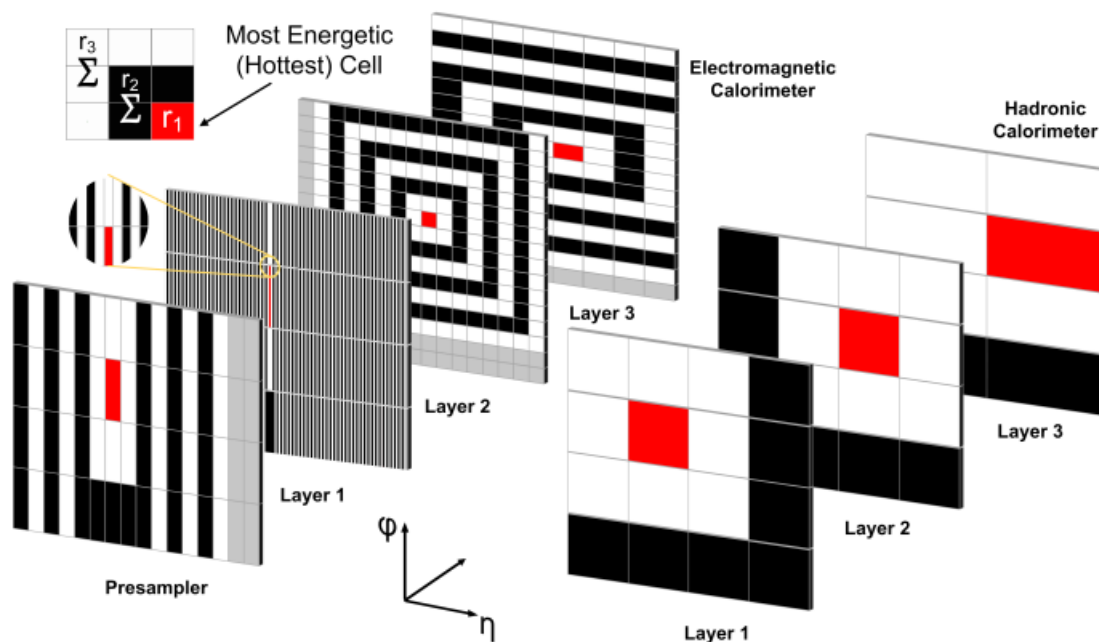 r3
Σ
r2
Σ
r1
Most Energetic
(Hottest) Cell
Electromagnetic
Calorimeter
Hadronic
Calorimeter
Layer 3
Layer 2
Layer 1
Presampler
Layer 3
Layer 2
Layer 1
φ
η